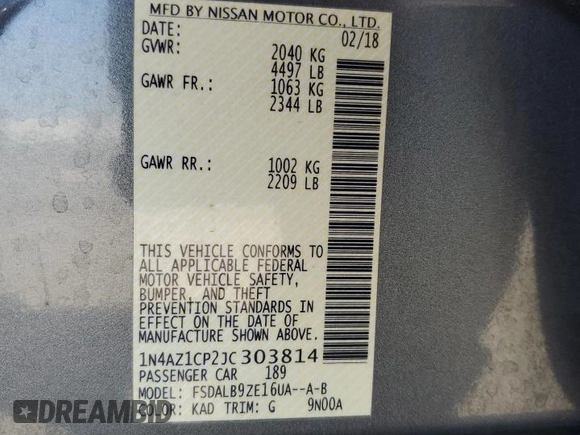 MFD BY NISSAN MOTOR CO., LTD.
DATE: 02/18
GVWR: 2040 KG
4497 LB
GAWR FR.: 1063 KG
2344 LB
GAWR RR.: 1002 KG
2209 LB
THIS VEHICLE CONFORMS TO
ALL APPLICABLE FEDERAL
MOTOR VEHICLE SAFETY,
BUMPER, AND THEFT
PREVENTION STANDARDS IN
EFFECT ON THE DATE OF
MANUFACTURE SHOWN ABOVE.
1N4AZ1CP2JC303814
PASSENGER CAR 189
MODEL: FSDALB9ZE16UA--A-B
COLOR: KAD TRIM: G 9N00A
WWW.BIDCARS.COM